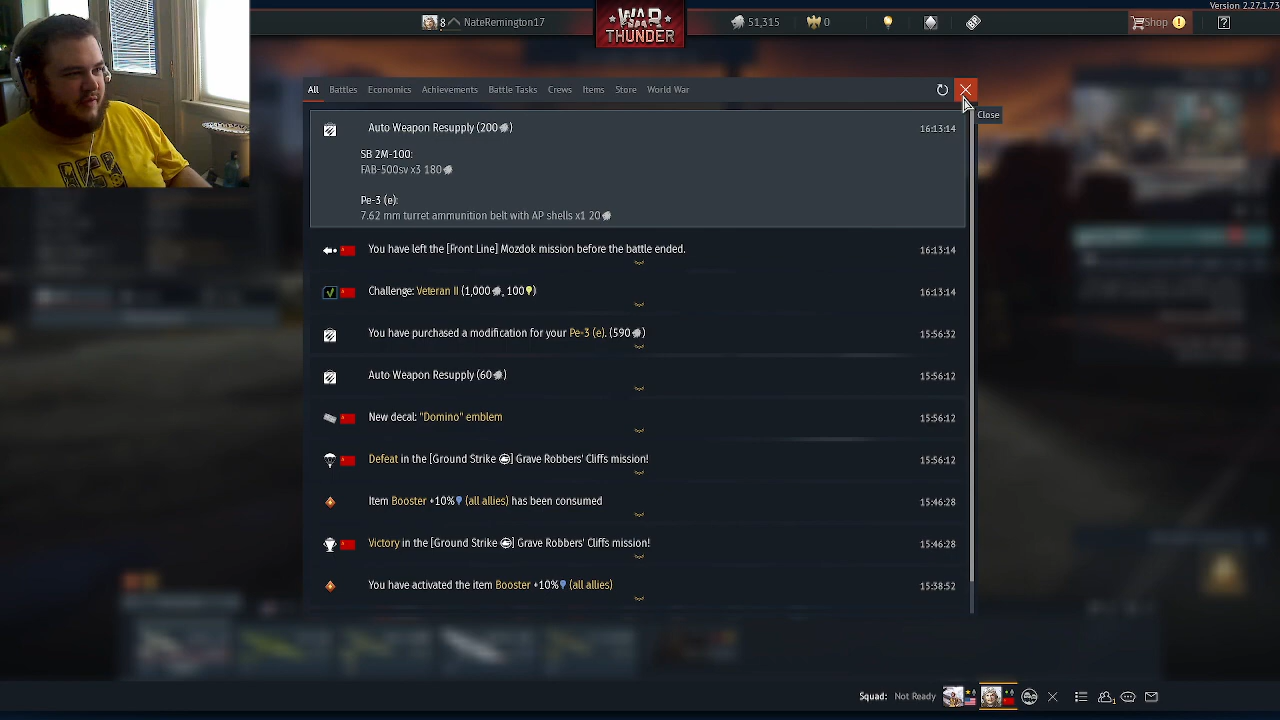 Version 2.27.1.73
8 NateRemington17
WAR THUNDER
51,315
0
Shop
All Battles Economics Achievements Battle Tasks Crews Items Store World War
Close
Auto Weapon Resupply (200) 16:13:14
SB 2M-100:
FAB-500sv x3 180
Pe-3 (e):
7.62 mm turret ammunition belt with AP shells x1 20
You have left the [Front Line] Mozdok mission before the battle ended. 16:13:14
Challenge: Veteran II (1,000, 100) 16:13:14
You have purchased a modification for your Pe-3 (e). (590) 15:56:32
Auto Weapon Resupply (60) 15:56:12
New decal: "Domino" emblem 15:56:12
Defeat in the [Ground Strike] Grave Robbers' Cliffs mission! 15:56:12
Item Booster +10% (all allies) has been consumed 15:46:28
Victory in the [Ground Strike] Grave Robbers' Cliffs mission! 15:46:28
You have activated the item Booster +10% (all allies) 15:58:52
Squad: Not Ready
1